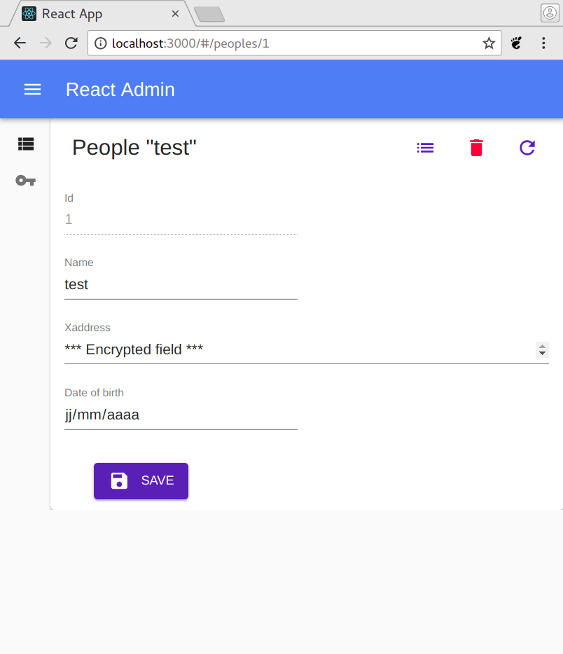 React App
localhost:3000/#/peoples/1
React Admin
People "test"
Id
1
Name
test
Xaddress
*** Encrypted field ***
Date of birth
jj/mm/aaaa
SAVE